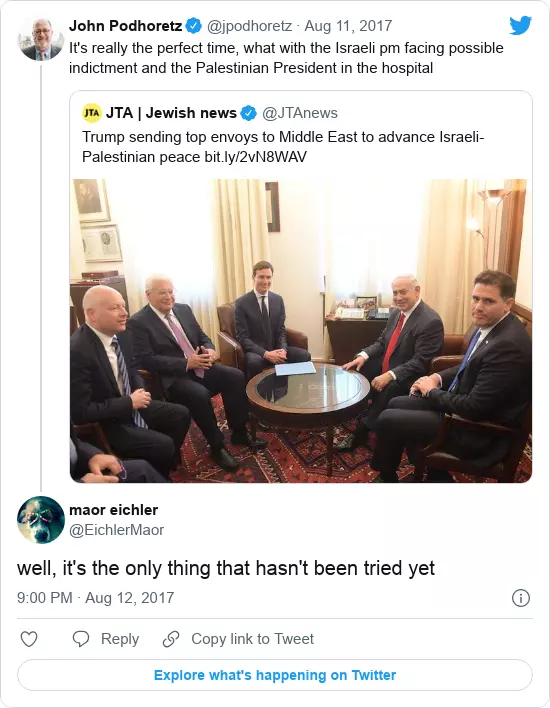 John Podhoretz @jpodhoretz · Aug 11, 2017
It's really the perfect time, what with the Israeli pm facing possible
indictment and the Palestinian President in the hospital
JTA JTA | Jewish news @JTAnews
Trump sending top envoys to Middle East to advance Israeli-
Palestinian peace bit.ly/2vN8WAV
maor eichler
@EichlerMaor
well, it's the only thing that hasn't been tried yet
9:00 PM · Aug 12, 2017
Reply Copy link to Tweet
Explore what's happening on Twitter